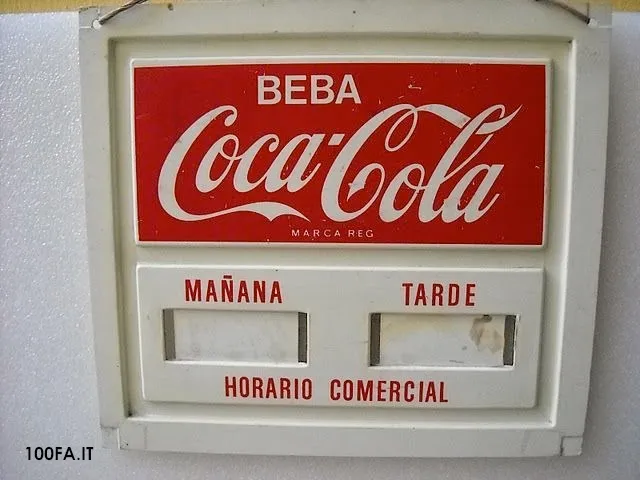 BEBA
Coca-Cola
MARCA REG
MAÑANA TARDE
HORARIO COMERCIAL
100FA.IT